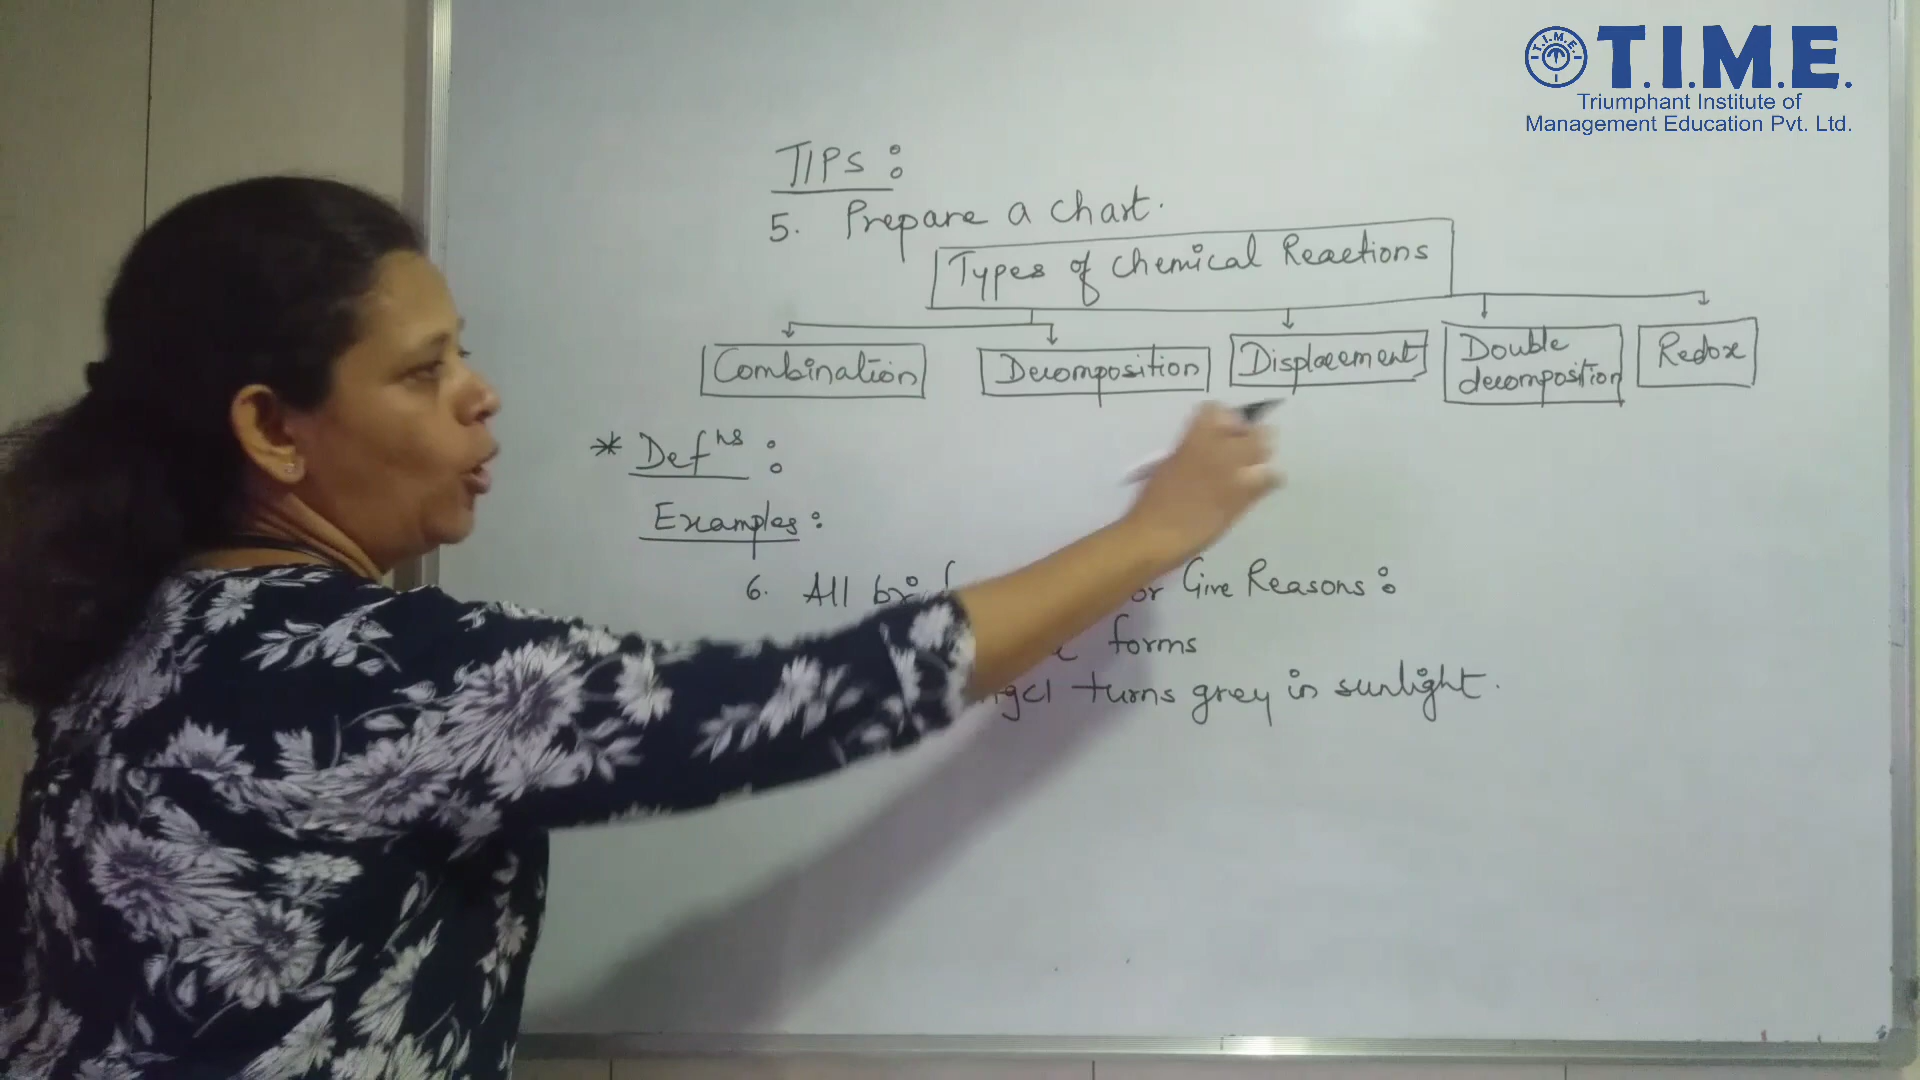 T.I.M.E.
T.I.M.E.
Triumphant Institute of
Management Education Pvt. Ltd.
TIPS:
5. Prepare a chart.
Types of chemical Reactions
Combination Decomposition Displacement Double decomposition Redox
* Defns:
Examples:
6. All or Give Reasons:
forms
turns grey in sunlight.